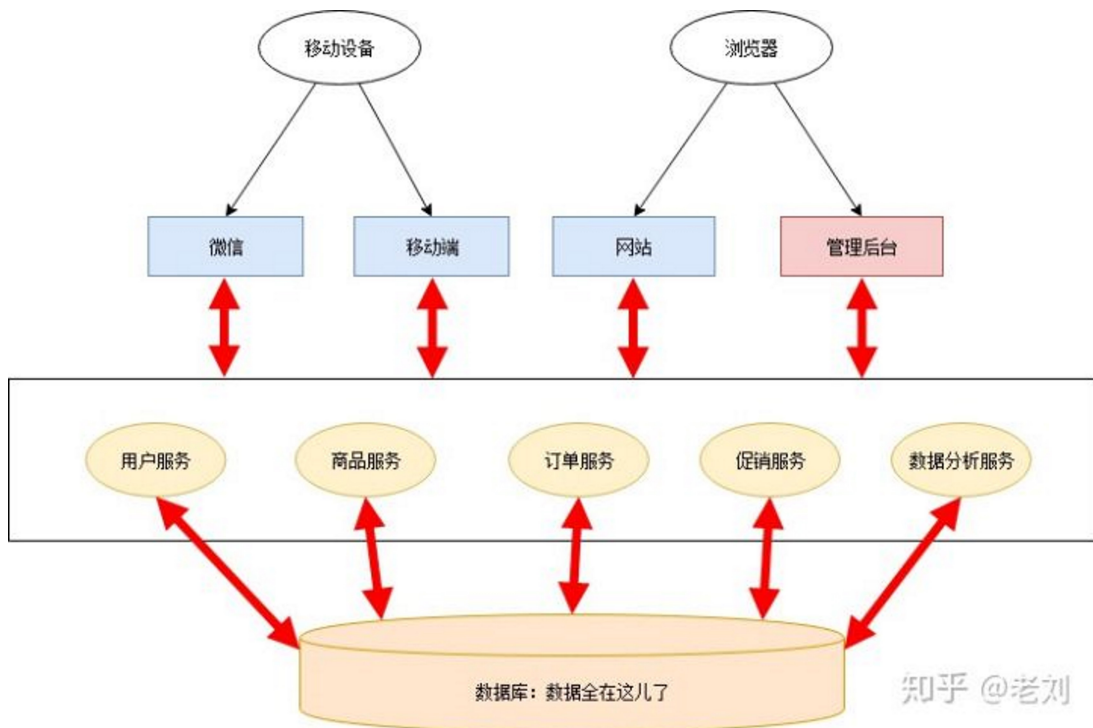 移动设备
浏览器
微信
移动端
网站
管理后台
用户服务
商品服务
订单服务
促销服务
数据分析服务
数据库：数据全在这儿了
知乎 @老刘